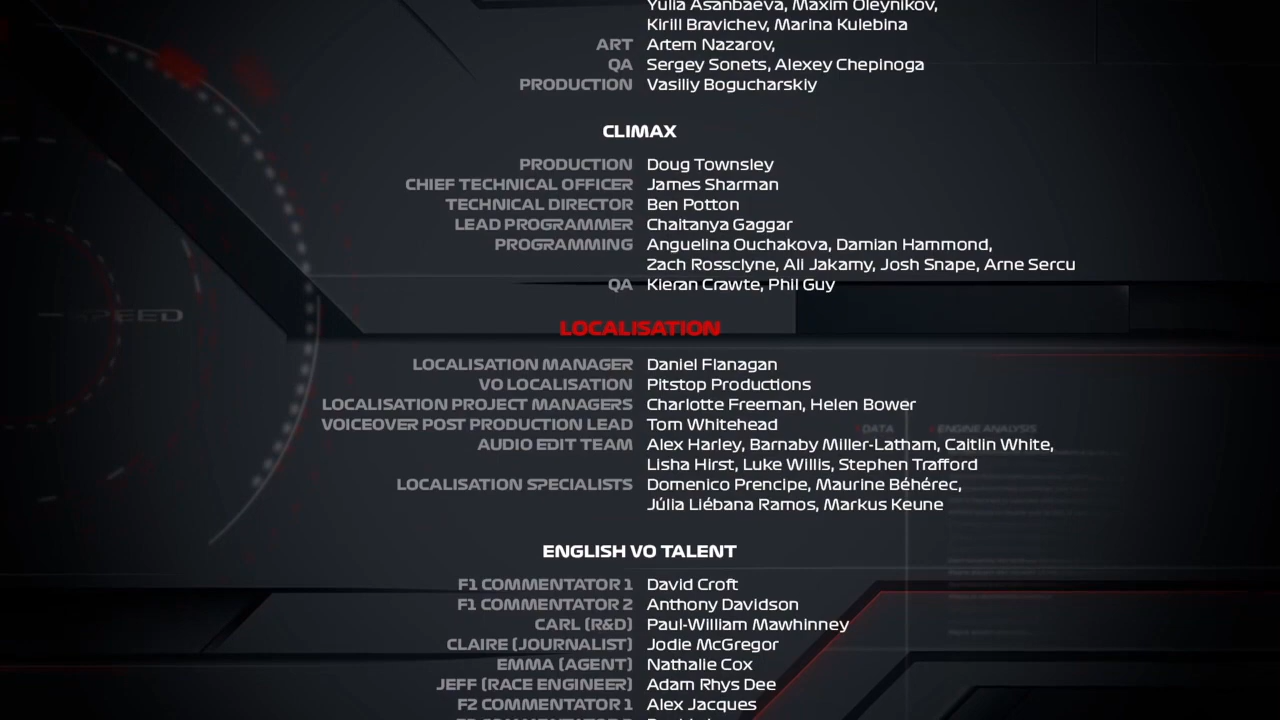 Yulia Asanbaeva, Maxim Oleynikov,
Kirill Bravichev, Marina Kulebina
ART Artem Nazarov,
QA Sergey Sonets, Alexey Chepinoga
PRODUCTION Vasiliy Bogucharskiy
CLIMAX
PRODUCTION Doug Townsley
CHIEF TECHNICAL OFFICER James Sharman
TECHNICAL DIRECTOR Ben Potton
LEAD PROGRAMMER Chaitanya Gaggar
PROGRAMMING Anguelina Ouchakova, Damian Hammond,
Zach Rossclyne, Ali Jakamy, Josh Snape, Arne Sercu
QA Kieran Crawte, Phil Guy
SPEED
LOCALISATION
LOCALISATION MANAGER Daniel Flanagan
VO LOCALISATION Pitstop Productions
LOCALISATION PROJECT MANAGERS Charlotte Freeman, Helen Bower
VOICEOVER POST PRODUCTION LEAD Tom Whitehead
DATA ENGINE ANALYSIS
AUDIO EDIT TEAM Alex Harley, Barnaby Miller-Latham, Caitlin White,
Lisha Hirst, Luke Willis, Stephen Trafford
LOCALISATION SPECIALISTS Domenico Prencipe, Maurine Béhérec,
Júlia Liébana Ramos, Markus Keune
ENGLISH VO TALENT
F1 COMMENTATOR 1 David Croft
F1 COMMENTATOR 2 Anthony Davidson
CARL (R&D) Paul-William Mawhinney
CLAIRE (JOURNALIST) Jodie McGregor
EMMA (AGENT) Nathalie Cox
JEFF (RACE ENGINEER) Adam Rhys Dee
F2 COMMENTATOR 1 Alex Jacques